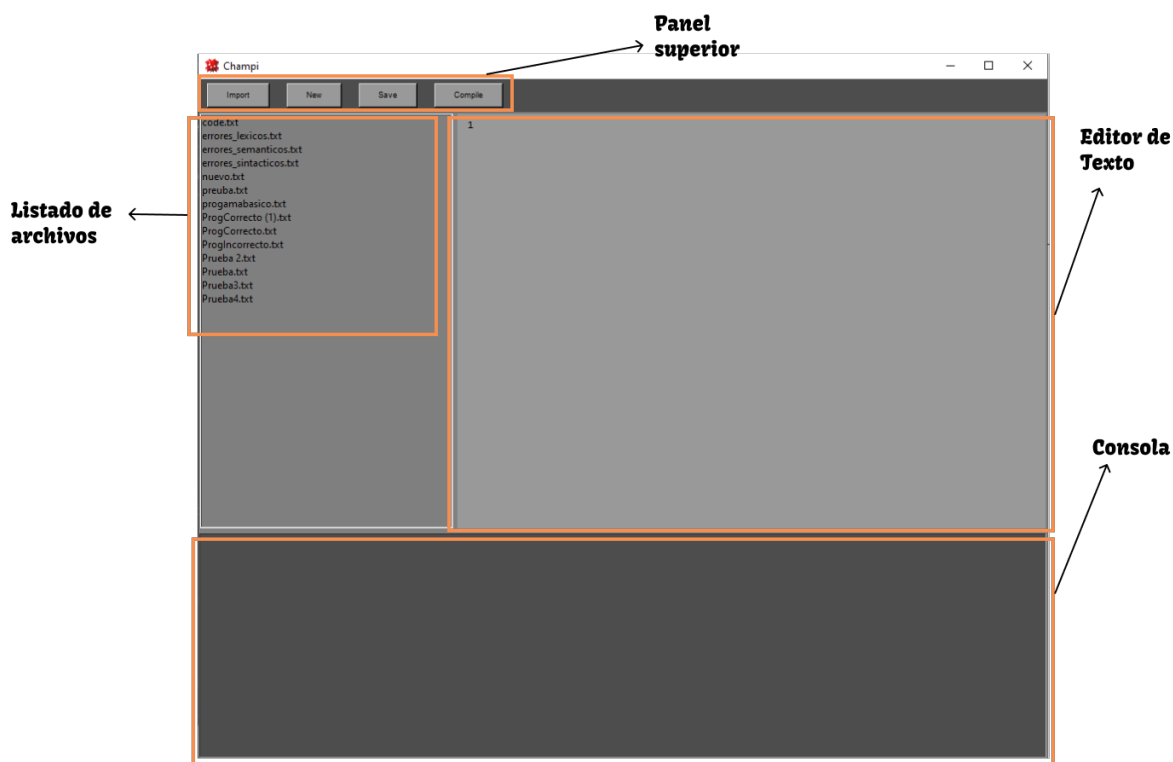 Panel
superior
Champi
Import New Save Compile
code.txt
errores_lexicos.txt
errores_semanticos.txt
errores_sintacticos.txt
nuevo.txt
preuba.txt
progamabasico.txt
ProgCorrecto (1).txt
ProgCorrecto.txt
ProgIncorrecto.txt
Prueba 2.txt
Prueba.txt
Prueba3.txt
Prueba4.txt
1
Listado de
archivos
Editor de
Texto
Consola